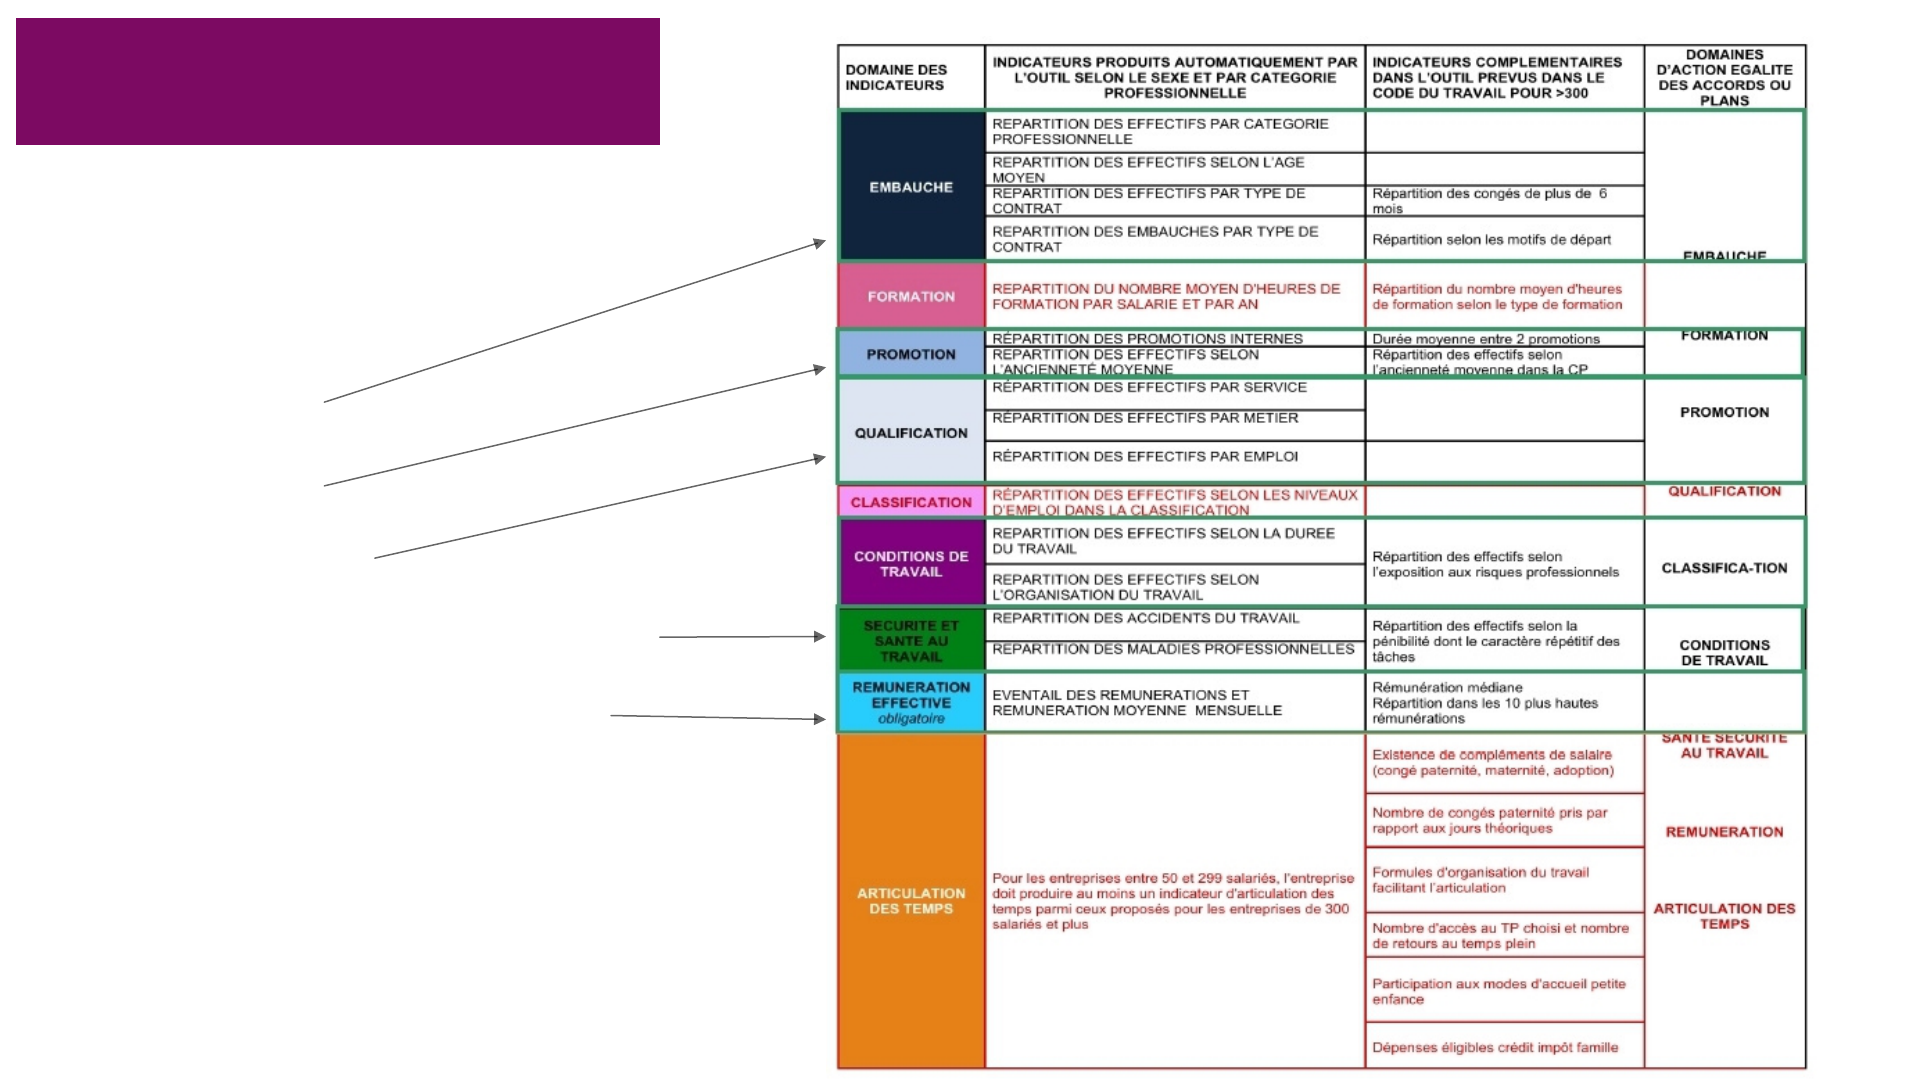 DOMAINE DES
INDICATEURS
INDICATEURS PRODUITS AUTOMATIQUEMENT PAR
L'OUTIL SELON LE SEXE ET PAR CATEGORIE
PROFESSIONNELLE
INDICATEURS COMPLEMENTAIRES
DANS L'OUTIL PREVUS DANS LE
CODE DU TRAVAIL POUR >300
DOMAINES
D'ACTION EGALITE
DES ACCORDS OU
PLANS
EMBAUCHE
REPARTITION DES EFFECTIFS PAR CATEGORIE
PROFESSIONNELLE
REPARTITION DES EFFECTIFS SELON L'AGE
MOYEN
REPARTITION DES EFFECTIFS PAR TYPE DE
CONTRAT
Répartition des congés de plus de 6
mois
REPARTITION DES EMBAUCHES PAR TYPE DE
CONTRAT
Répartition selon les motifs de départ
EMBAUCHE
FORMATION
REPARTITION DU NOMBRE MOYEN D'HEURES DE
FORMATION PAR SALARIE ET PAR AN
Répartition du nombre moyen d'heures
de formation selon le type de formation
FORMATION
PROMOTION
RÉPARTITION DES PROMOTIONS INTERNES
Durée moyenne entre 2 promotions
REPARTITION DES EFFECTIFS SELON
L'ANCIENNETÉ MOYENNE
Répartition des effectifs selon
l'ancienneté moyenne dans la CP
PROMOTION
QUALIFICATION
RÉPARTITION DES EFFECTIFS PAR SERVICE
RÉPARTITION DES EFFECTIFS PAR METIER
RÉPARTITION DES EFFECTIFS PAR EMPLOI
QUALIFICATION
CLASSIFICATION
RÉPARTITION DES EFFECTIFS SELON LES NIVEAUX
D'EMPLOI DANS LA CLASSIFICATION
CLASSIFICA-TION
CONDITIONS DE
TRAVAIL
REPARTITION DES EFFECTIFS SELON LA DUREE
DU TRAVAIL
REPARTITION DES EFFECTIFS SELON
L'ORGANISATION DU TRAVAIL
Répartition des effectifs selon
l'exposition aux risques professionnels
CONDITIONS
DE TRAVAIL
SECURITE ET
SANTE AU
TRAVAIL
REPARTITION DES ACCIDENTS DU TRAVAIL
REPARTITION DES MALADIES PROFESSIONNELLES
Répartition des effectifs selon la
pénibilité dont le caractère répétitif des
tâches
REMUNERATION
EFFECTIVE
obligatoire
EVENTAIL DES REMUNERATIONS ET
REMUNERATION MOYENNE MENSUELLE
Rémunération médiane
Répartition dans les 10 plus hautes
rémunérations
SANTE SECURITE
AU TRAVAIL
REMUNERATION
ARTICULATION
DES TEMPS
Pour les entreprises entre 50 et 299 salariés, l'entreprise
doit produire au moins un indicateur d'articulation des
temps parmi ceux proposés pour les entreprises de 300
salariés et plus
Existence de compléments de salaire
(congé paternité, maternité, adoption)
Nombre de congés paternité pris par
rapport aux jours théoriques
Formules d'organisation du travail
facilitant l'articulation
Nombre d'accès au TP choisi et nombre
de retours au temps plein
Participation aux modes d'accueil petite
enfance
Dépenses éligibles crédit impôt famille
ARTICULATION DES
TEMPS